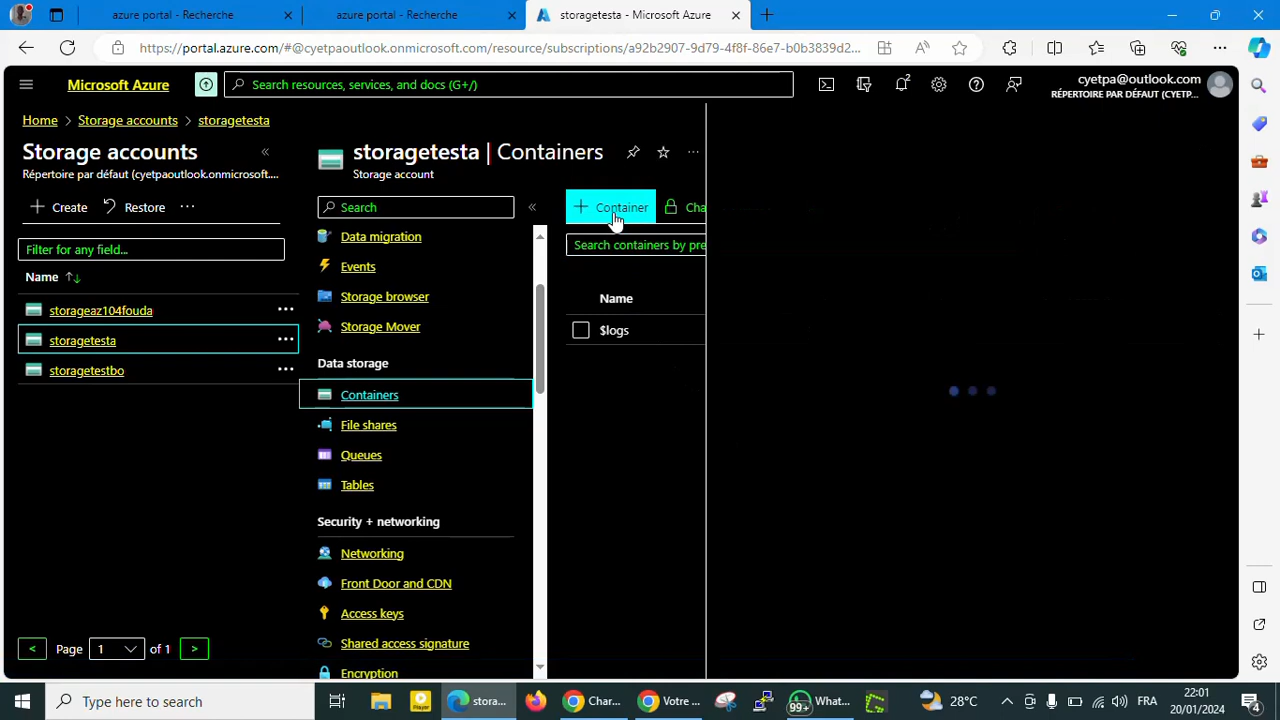 azure portal - Recherche
azure portal - Recherche
storagetesta - Microsoft Azure
https://portal.azure.com/#@cyetpaoutlook.onmicrosoft.com/resource/subscriptions/a92b2907-9d79-4f8f-86e7-b0b3839d2...
Microsoft Azure
Search resources, services, and docs (G+/)
2
cyetpa@outlook.com
RÉPERTOIRE PAR DÉFAUT (CYETP...
Home > Storage accounts > storagetesta
Storage accounts
Répertoire par défaut (cyetpaoutlook.onmicrosoft....
Create
Restore
Filter for any field...
Name
storageaz104fouda
storagetesta
storagetestbo
< Page 1 of 1 >
storagetesta | Containers
Storage account
Search
Data migration
Events
Storage browser
Storage Mover
Data storage
Containers
File shares
Queues
Tables
Security + networking
Networking
Front Door and CDN
Access keys
Shared access signature
Encryption
+ Container
Cha
Search containers by pre
Name
$logs
Type here to search
stora...
Char...
Votre ...
99+
What...
28°C
FRA
22:01
20/01/2024
4